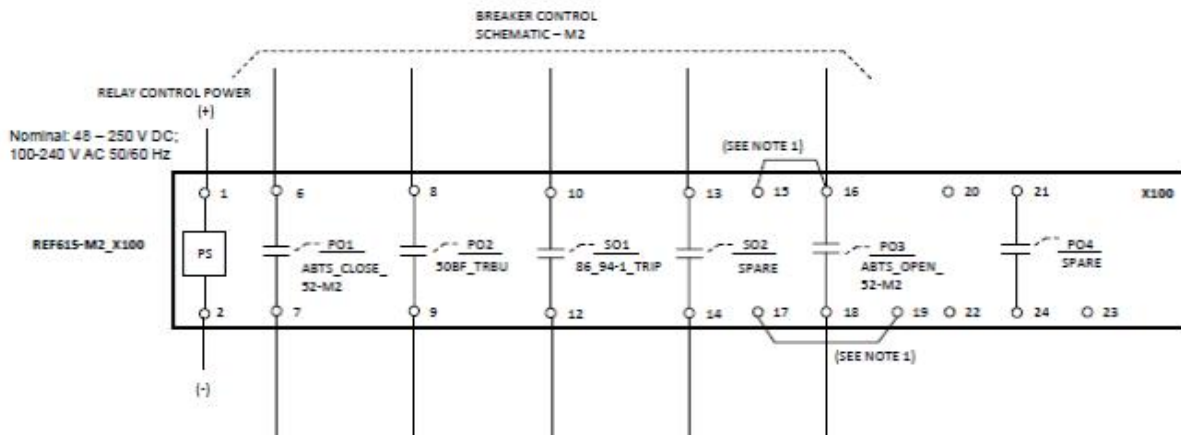 BREAKER CONTROL
SCHEMATIC – M2
RELAY CONTROL POWER
(+)
Nominal: 48 – 250 V DC;
100-240 V AC 50/60 Hz
(SEE NOTE 1)
1 6 8 10 13 15 16 20 21 X100
REF615-M2_X100
PS
PO1
ABTS_CLOSE_
52-M2
PO2
50BF_TRBU
SO1
86_94-1_TRIP
SO2
SPARE
PO3
ABTS_OPEN_
52-M2
PO4
SPARE
2 7 9 12 14 17 18 19 22 24 23
(SEE NOTE 1)
(-)